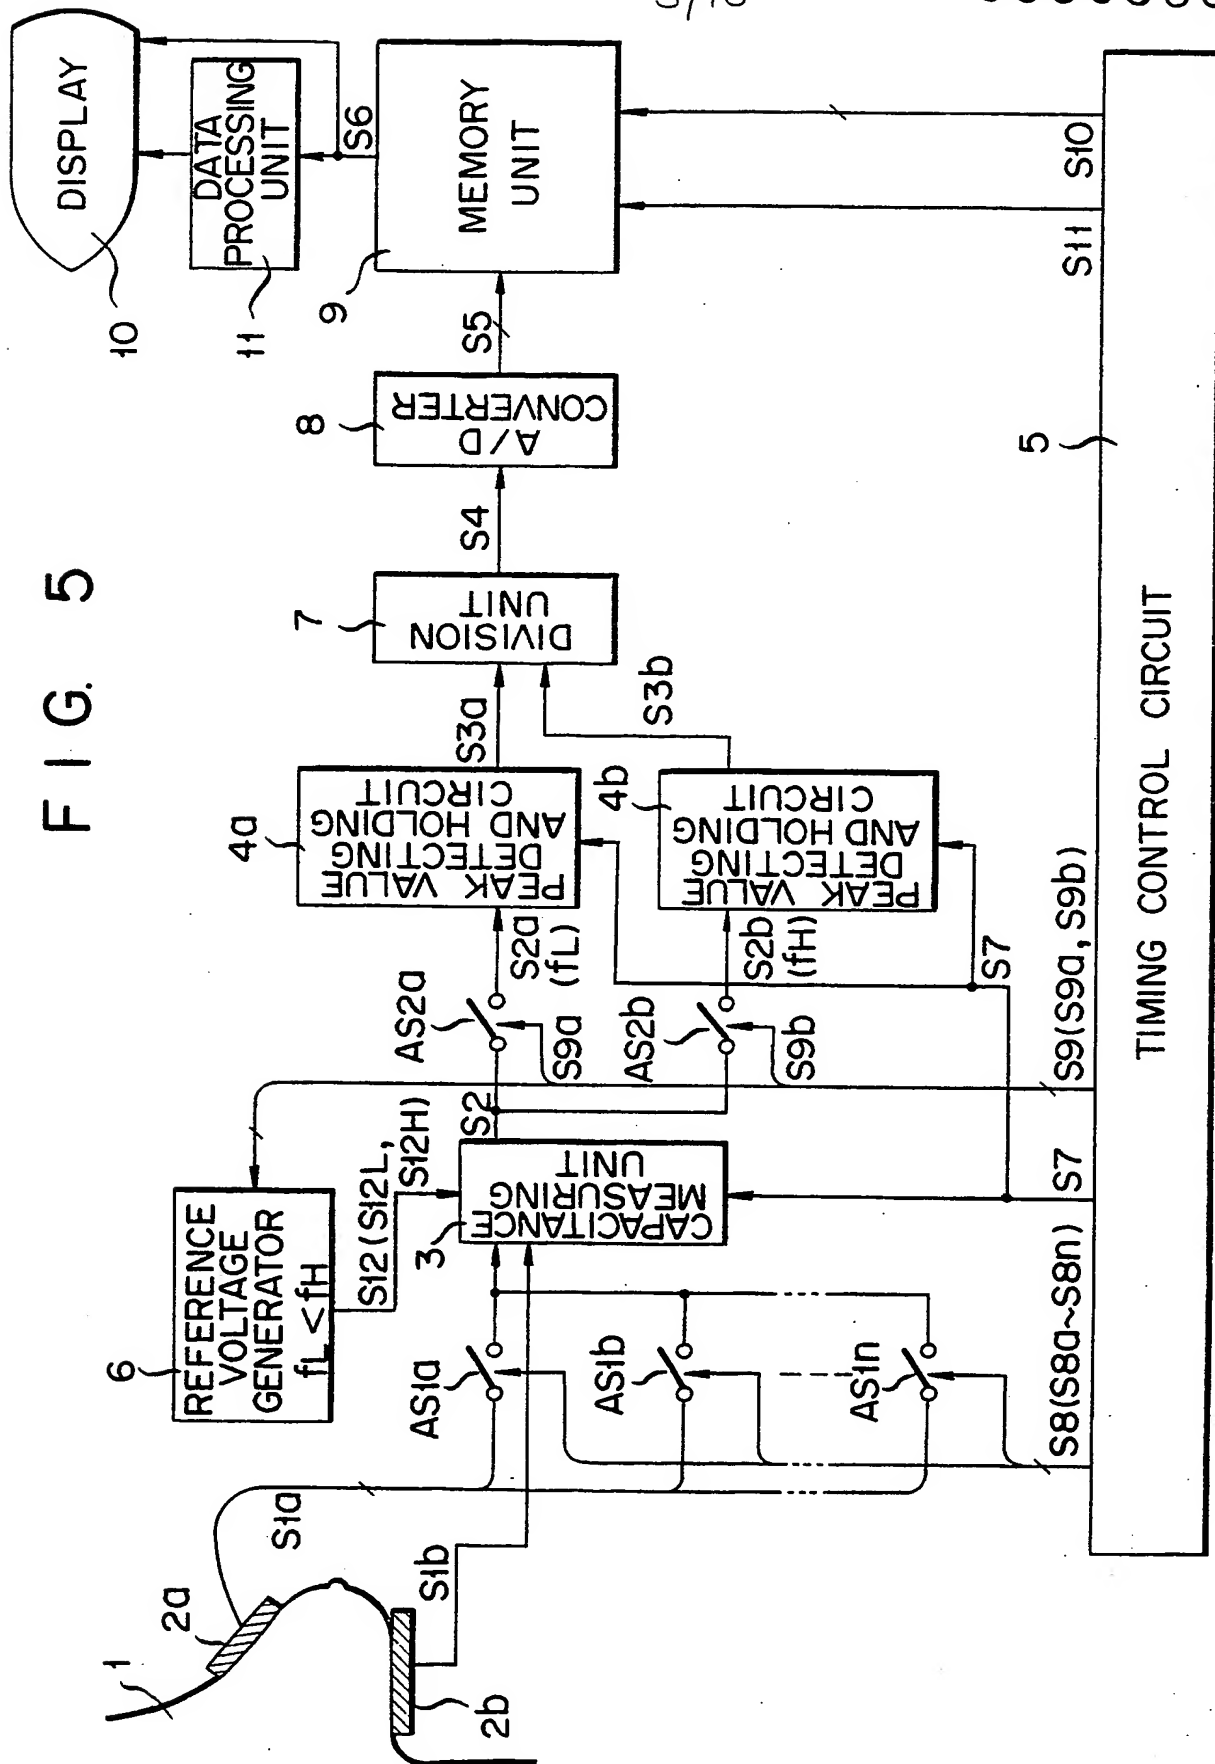 FIG. 5
DISPLAY
10
DATA
PROCESSING
UNIT
11
S6
MEMORY
UNIT
9
S10
S11
S5
A/D
CONVERTER
8
S4
DIVISION
UNIT
7
S3a
S3b
PEAK VALUE
DETECTING
AND HOLDING
CIRCUIT
4a
PEAK VALUE
DETECTING
AND HOLDING
CIRCUIT
4b
S2a
(fL)
S2b
(fH)
AS2a
AS2b
S9a
S9b
S7
S9(S9a, S9b)
S2
REFERENCE
VOLTAGE
GENERATOR
fL <fH
6
S12(S12L,
S12H)
CAPACITANCE
MEASURING
UNIT
3
S7
AS1a
AS1b
AS1n
S8(S8a~S8n)
S1a
S1b
1
2a
2b
5
TIMING CONTROL CIRCUIT